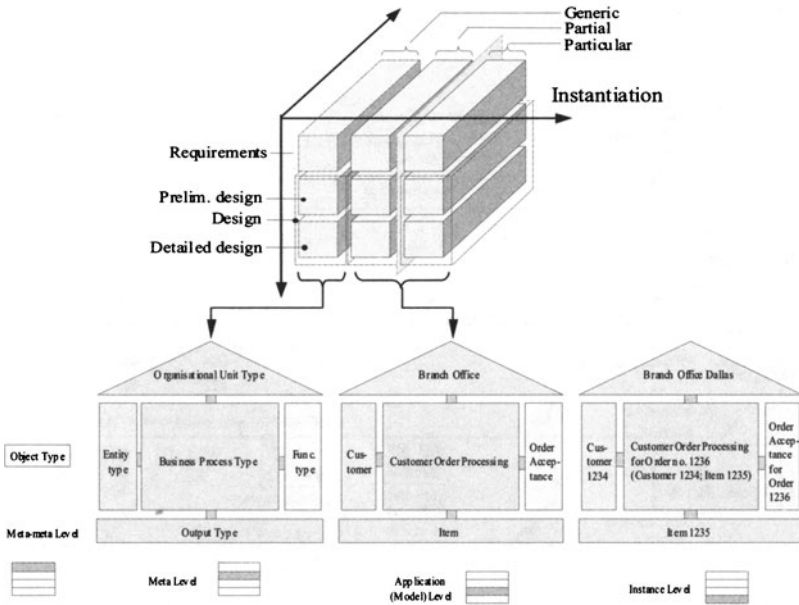 Generic
Partial
Particular
Instantiation
Requirements
Prelim. design
Design
Detailed design
Organisational Unit Type
Entity
type
Business Process Type
Func.
type
Output Type
Branch Office
Cus-
tomer
Customer Order Processing
Order
Accep-
tance
Item
Branch Office Dallas
Cus-
tomer
1234
Customer Order Processing
for Order no. 1236
(Customer 1234; Item 1235)
Order
Accep-
tance
for
Order
1236
Item 1235
Object Type
Meta-meta Level
Meta Level
Application
(Model) Level
Instance Level